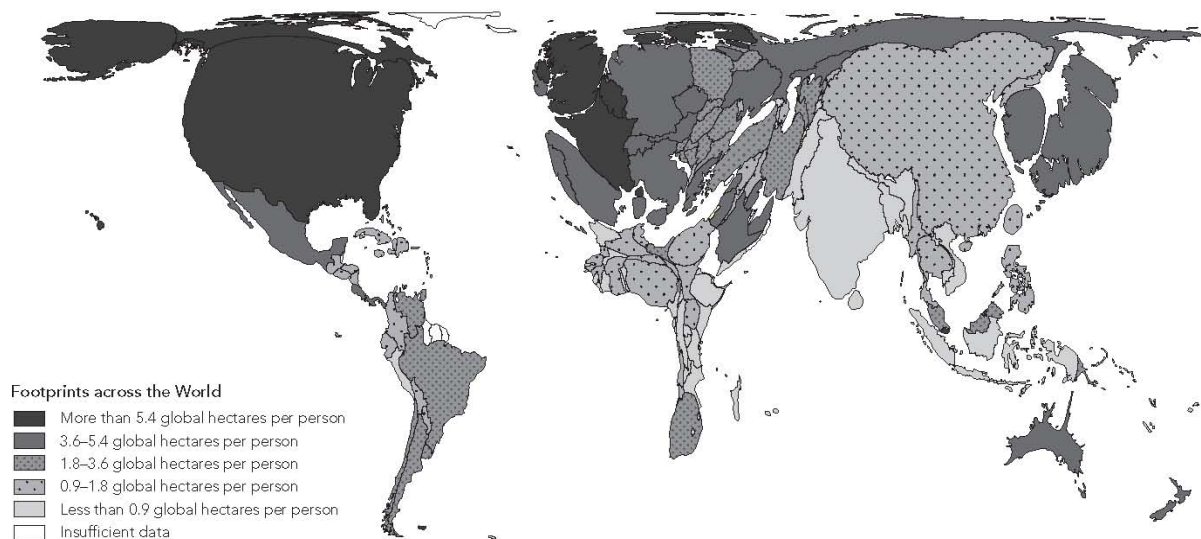 Footprints across the World
More than 5.4 global hectares per person
3.6–5.4 global hectares per person
1.8–3.6 global hectares per person
0.9–1.8 global hectares per person
Less than 0.9 global hectares per person
Insufficient data